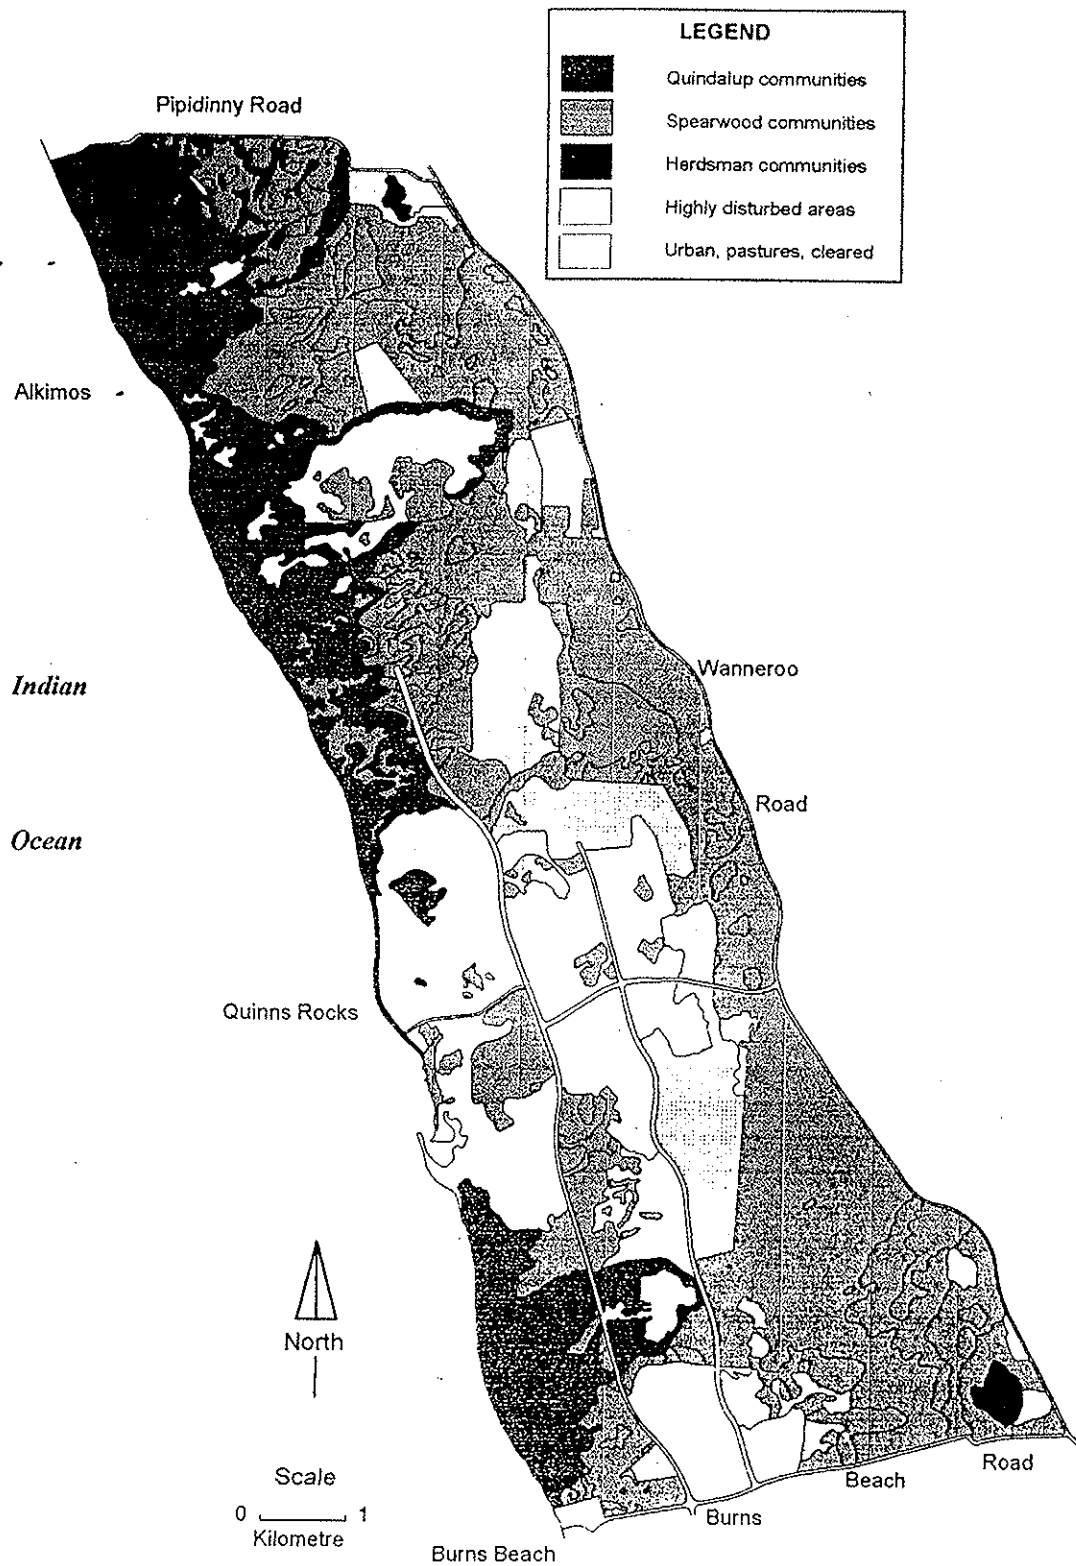 LEGEND
Quindalup communities
Spearwood communities
Herdsman communities
Highly disturbed areas
Urban, pastures, cleared
Pipidinny Road
Alkimos
Indian
Wanneroo
Road
Ocean
Quinns Rocks
North
Scale
0 1
Kilometre
Road
Beach
Burns
Burns Beach